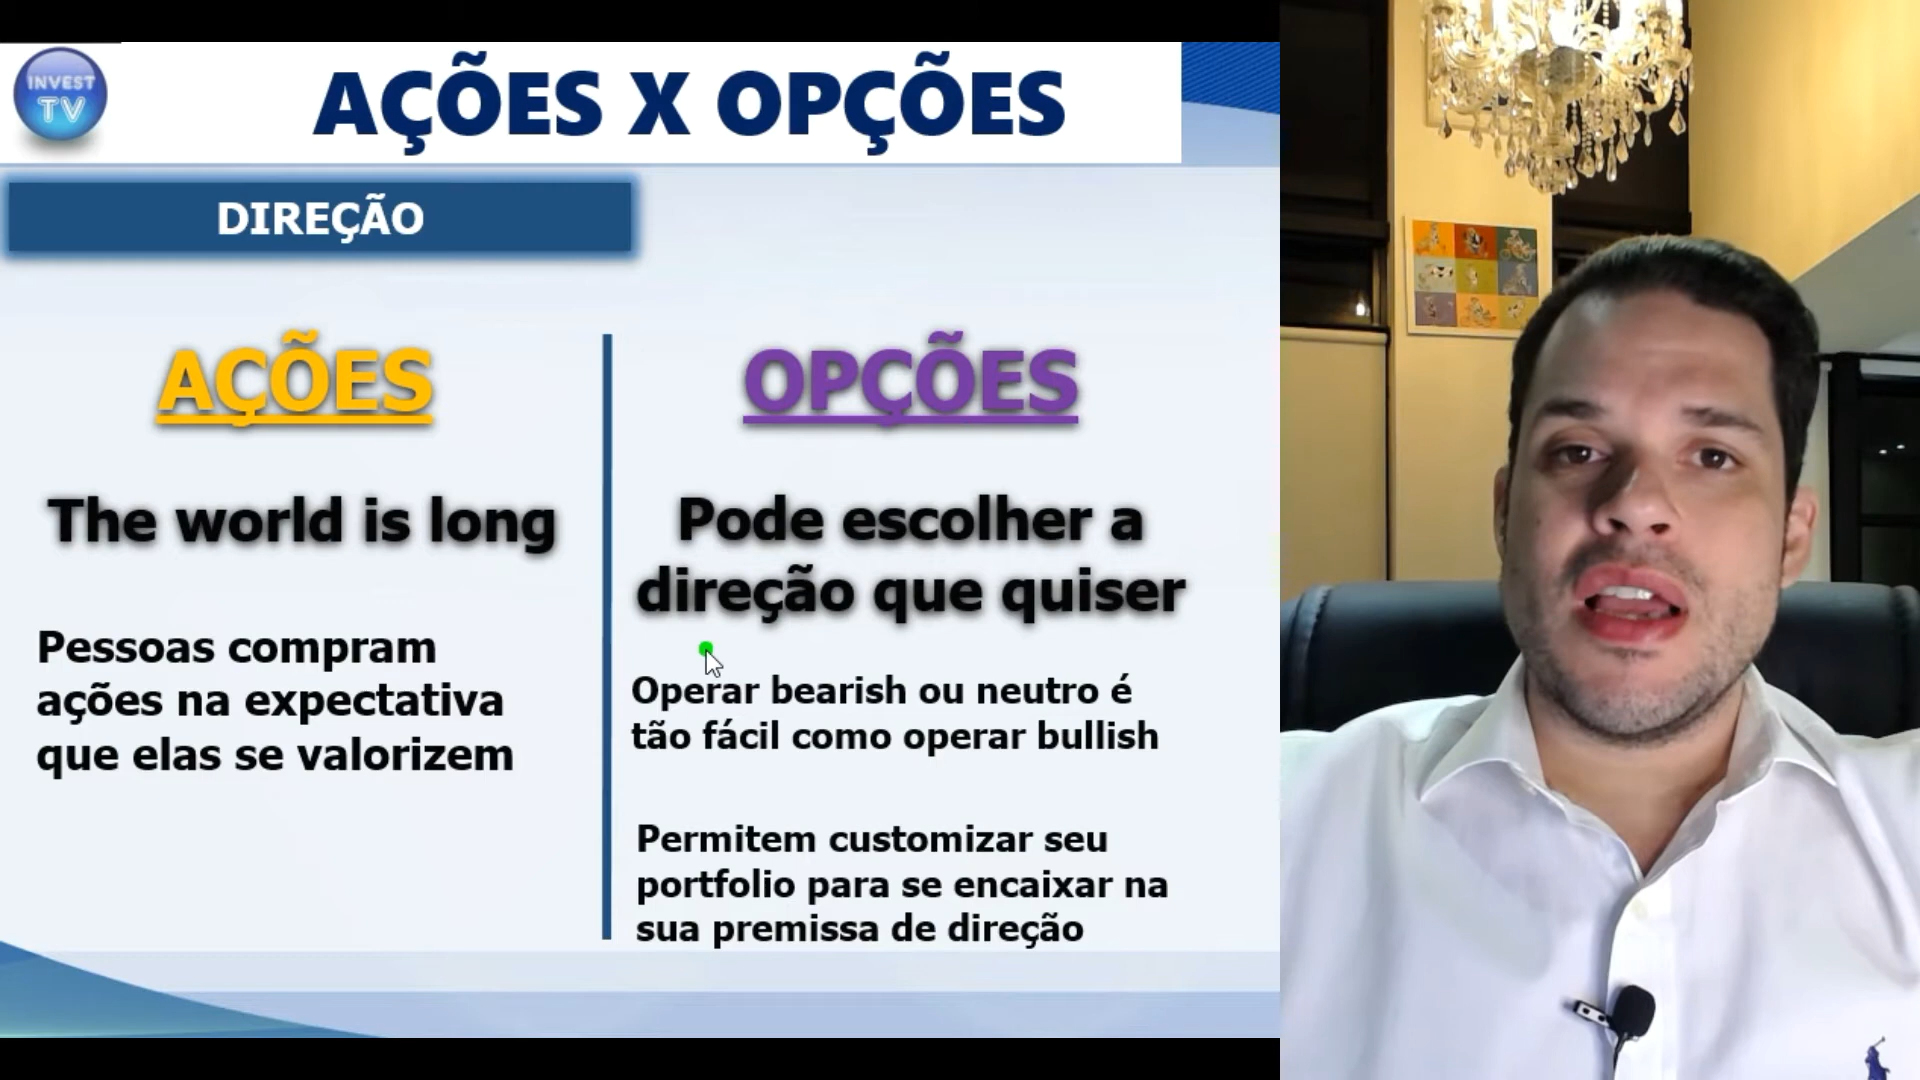 INVEST
TV
AÇÕES X OPÇÕES
DIREÇÃO
AÇÕES
The world is long
Pessoas compram
ações na expectativa
que elas se valorizem
OPÇÕES
Pode escolher a
direção que quiser
Operar bearish ou neutro é
tão fácil como operar bullish
Permitem customizar seu
portfolio para se encaixar na
sua premissa de direção